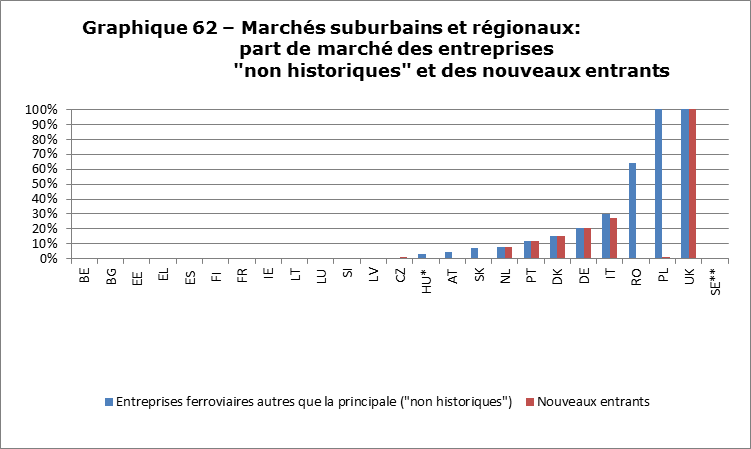 Graphique 62 – Marchés suburbains et régionaux:
part de marché des entreprises
"non historiques" et des nouveaux entrants
100%
90%
80%
70%
60%
50%
40%
30%
20%
10%
0%
BE
BG
EE
EL
ES
FI
FR
IE
LT
LU
SI
LV
CZ
HU*
AT
SK
NL
PT
DK
DE
IT
RO
PL
UK
SE**
Entreprises ferroviaires autres que la principale ("non historiques")
Nouveaux entrants